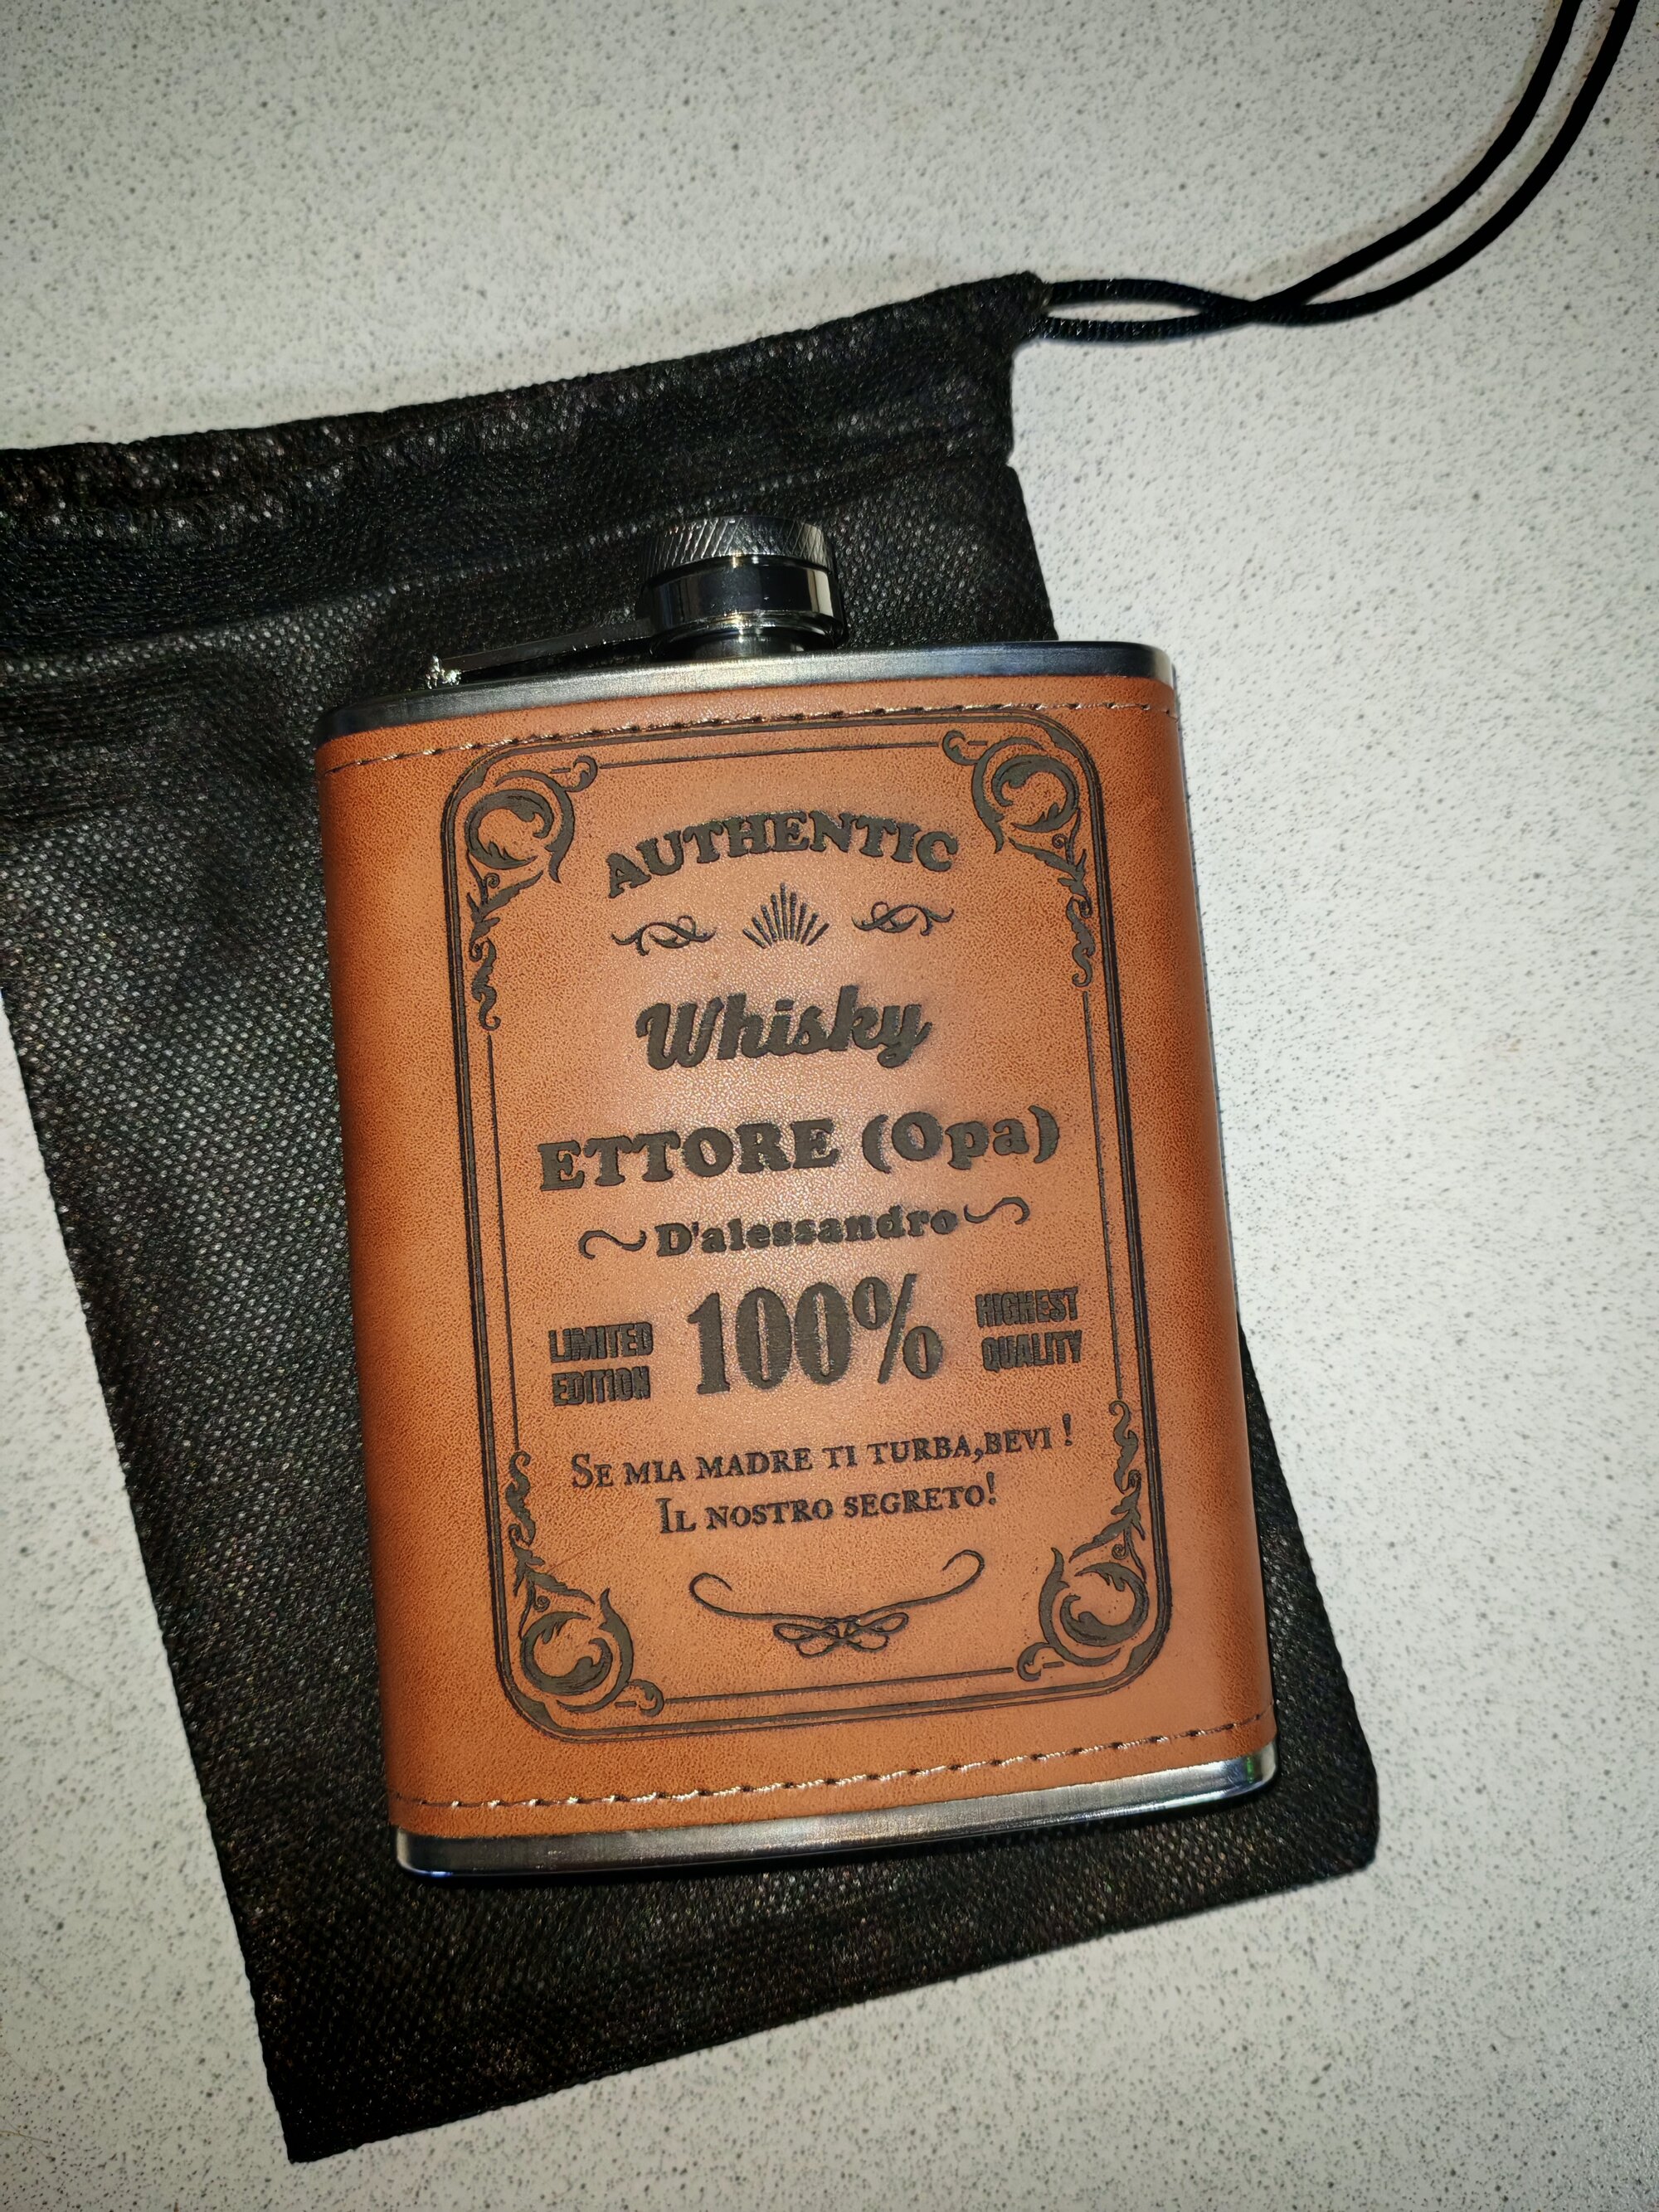 AUTHENTIC
Whisky
ETTORE (Opa)
D'alessandro
LIMITED
EDITION
100%
HIGHEST
QUALITY
SE MIA MADRE TI TURBA,BEVI !
IL NOSTRO SEGRETO!